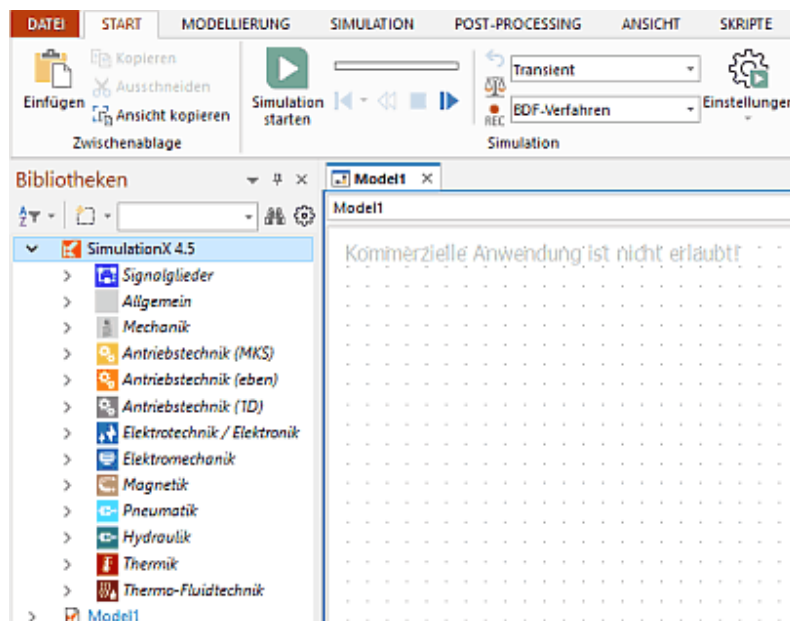 DATEI START MODELLIERUNG SIMULATION POST-PROCESSING ANSICHT SKRIPTE
Einfügen
Kopieren
Ausschneiden
Ansicht kopieren
Zwischenablage
Simulation
starten
REC
Transient
BDF-Verfahren
Einstellunger
Simulation
Bibliotheken
Model1
Model1
SimulationX 4.5
Signalglieder
Allgemein
Mechanik
Antriebstechnik (MKS)
Antriebstechnik (eben)
Antriebstechnik (1D)
Elektrotechnik / Elektronik
Elektromechanik
Magnetik
Pneumatik
Hydraulik
Thermik
Thermo-Fluidtechnik
Model1
Kommerzielle Anwendung ist nicht erlaubt!